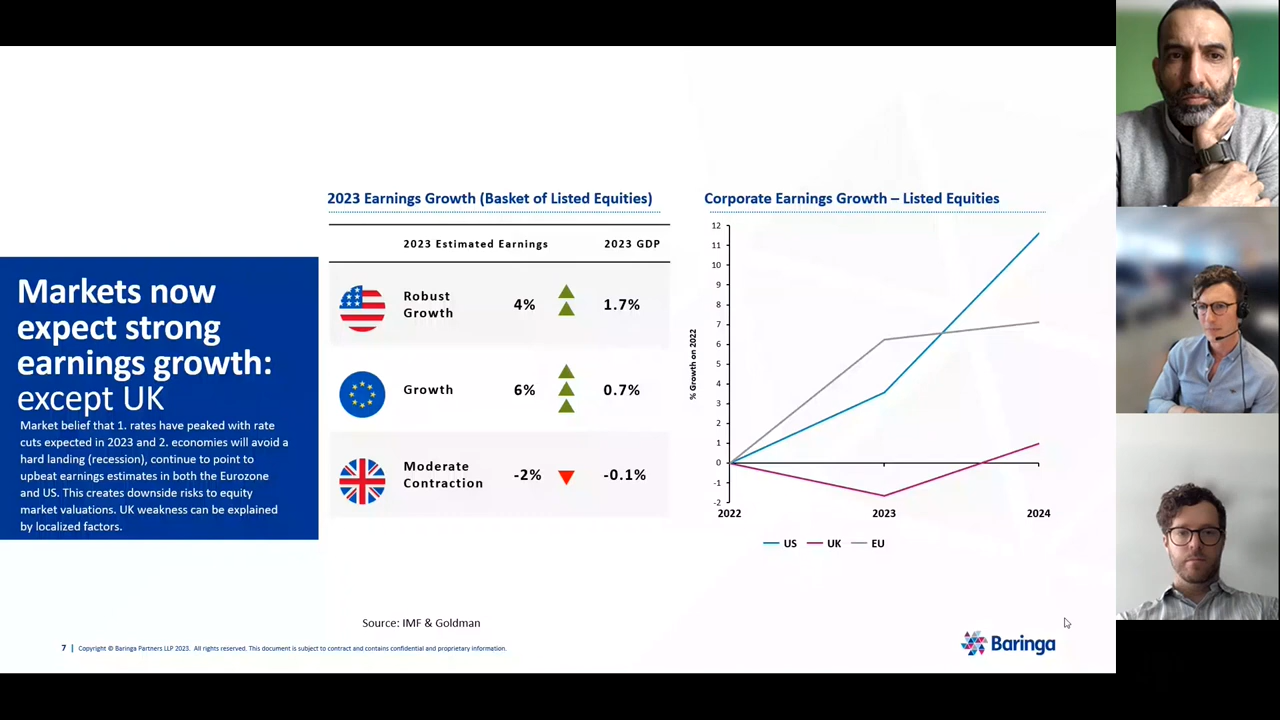 Markets now
expect strong
earnings growth:
except UK
Market belief that 1. rates have peaked with rate
cuts expected in 2023 and 2. economies will avoid a
hard landing (recession), continue to point to
upbeat earnings estimates in both the Eurozone
and US. This creates downside risks to equity
market valuations. UK weakness can be explained
by localized factors.
2023 Earnings Growth (Basket of Listed Equities)
2023 Estimated Earnings 2023 GDP
Robust
Growth
4% 1.7%
Growth 6% 0.7%
Moderate
Contraction
-2% -0.1%
Corporate Earnings Growth – Listed Equities
% Growth on 2022
12
11
10
9
8
7
6
5
4
3
2
1
0
-1
-2
2022 2023 2024
US UK EU
Source: IMF & Goldman
7 | Copyright © Baringa Partners LLP 2023. All rights reserved. This document is subject to contract and contains confidential and proprietary information.
Baringa